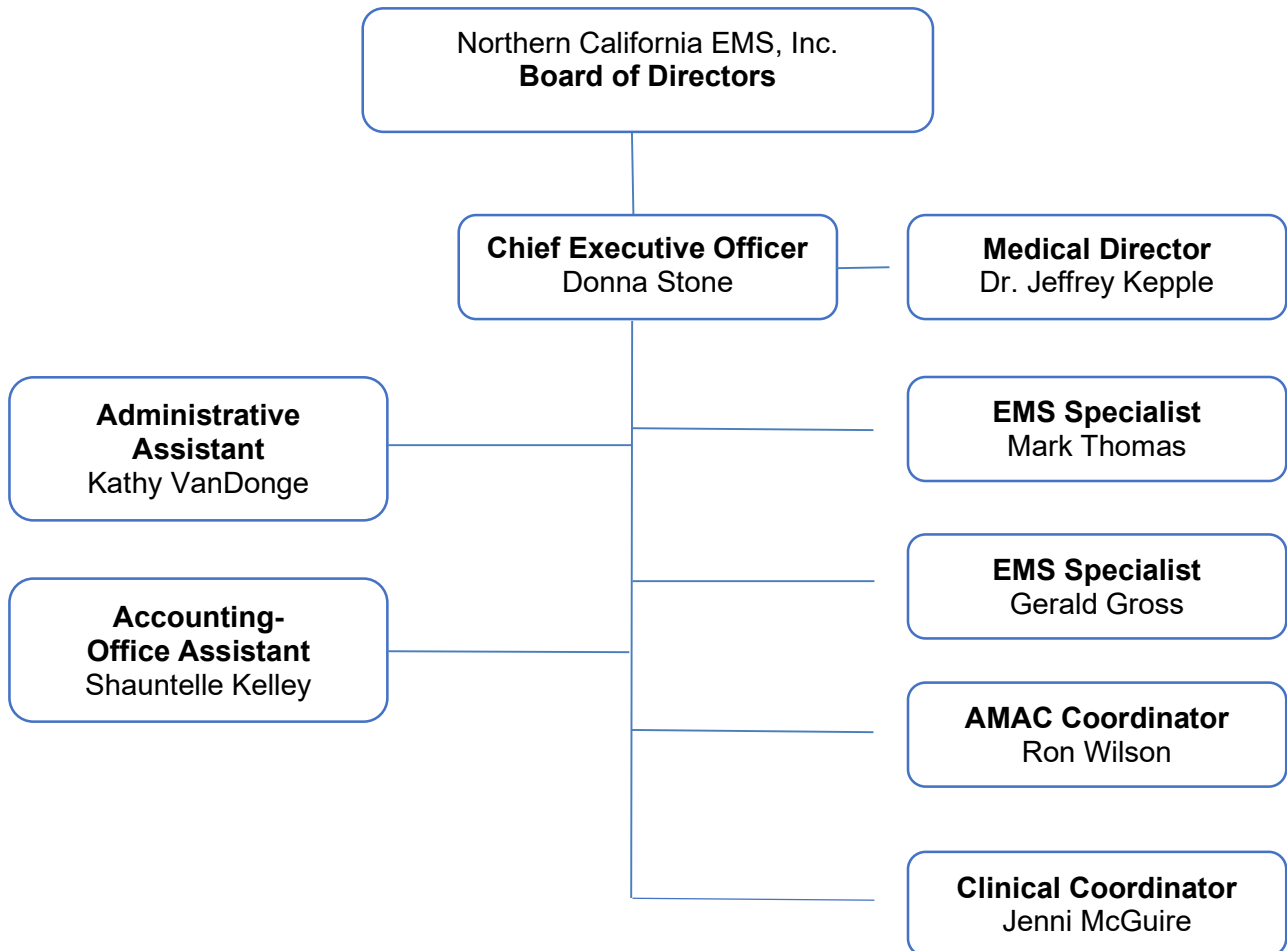 Northern California EMS, Inc.
Board of Directors
Chief Executive Officer
Donna Stone
Medical Director
Dr. Jeffrey Kepple
Administrative
Assistant
Kathy VanDonge
EMS Specialist
Mark Thomas
EMS Specialist
Gerald Gross
Accounting-
Office Assistant
Shauntelle Kelley
AMAC Coordinator
Ron Wilson
Clinical Coordinator
Jenni McGuire